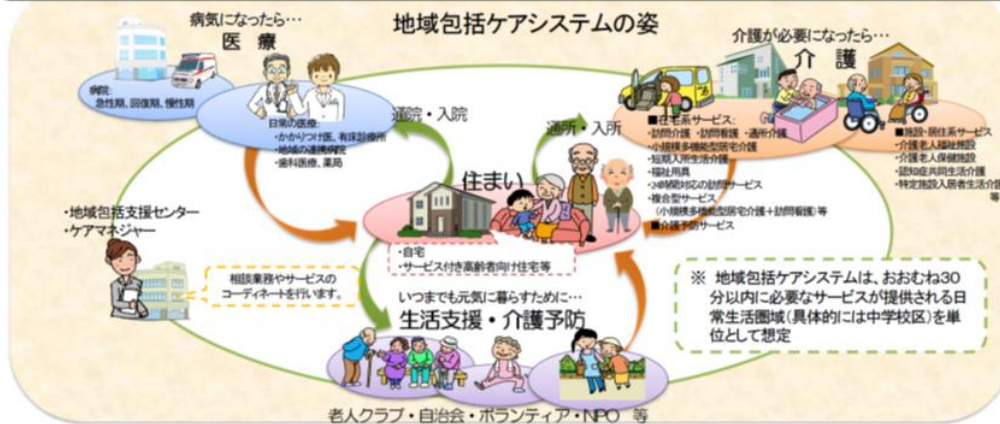 地域包括ケアシステムの姿
病気になったら…
医 療
病院:
急性期、回復期、慢性期
日常の医療:
・かかりつけ医、有床診療所
・地域の連携病院
・歯科医療、薬局
通院・入院
通所・入所
介護が必要になったら…
介 護
■在宅系サービス:
・訪問介護 ・訪問看護 ・通所介護
・小規模多機能型居宅介護
・短期入所生活介護
・福祉用具
・24時間対応の訪問サービス
・複合型サービス
(小規模多機能型居宅介護+訪問看護)等
■介護予防サービス
■施設・居住系サービス
・介護老人福祉施設
・介護老人保健施設
・認知症共同生活介護
・特定施設入居者生活介護
等
住まい
・自宅
・サービス付き高齢者向け住宅等
・地域包括支援センター
・ケアマネジャー
相談業務やサービスの
コーディネートを行います。
いつまでも元気に暮らすために…
生活支援・介護予防
老人クラブ・自治会・ボランティア・NPO 等
※ 地域包括ケアシステムは、おおむね30
分以内に必要なサービスが提供される日
常生活圏域(具体的には中学校区)を単
位として想定